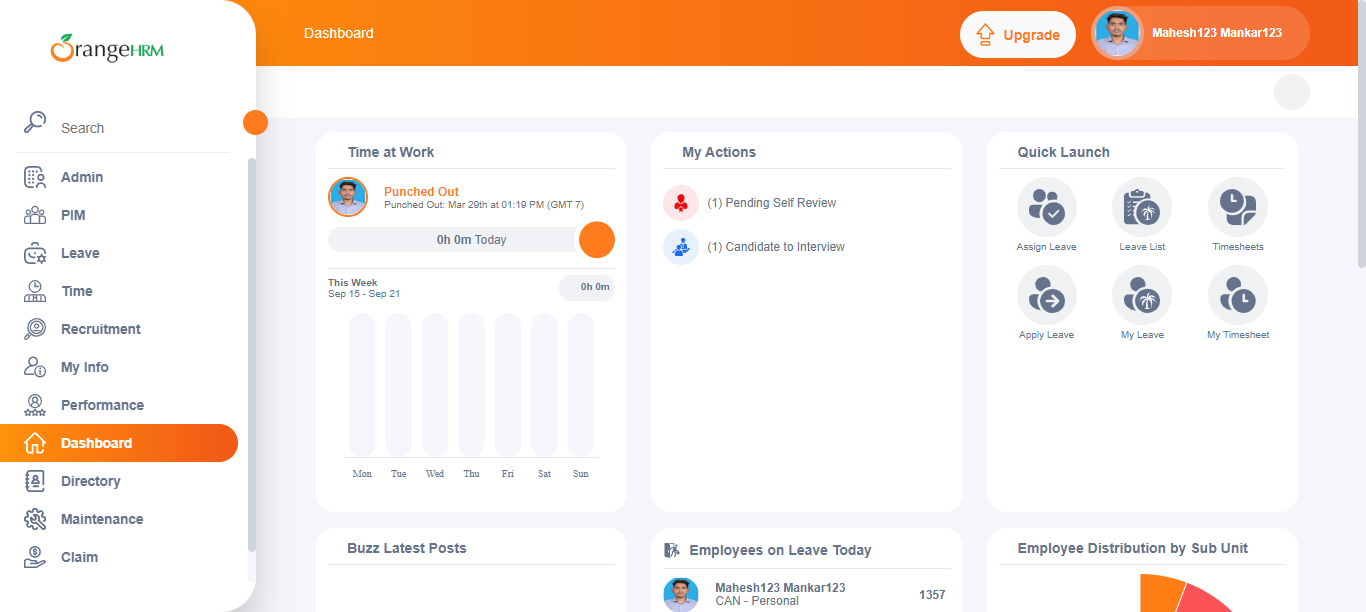 OrangeHRM
Search
Admin
PIM
Leave
Time
Recruitment
My Info
Performance
Dashboard
Directory
Maintenance
Claim
Dashboard
Upgrade
Mahesh123 Mankar123
Time at Work
Punched Out
Punched Out: Mar 29th at 01:19 PM (GMT 7)
0h 0m Today
This Week
Sep 15 - Sep 21
0h 0m
Mon Tue Wed Thu Fri Sat Sun
My Actions
(1) Pending Self Review
(1) Candidate to Interview
Quick Launch
Assign Leave Leave List Timesheets
Apply Leave My Leave My Timesheet
Buzz Latest Posts
Employees on Leave Today
Mahesh123 Mankar123
CAN - Personal
1357
Employee Distribution by Sub Unit